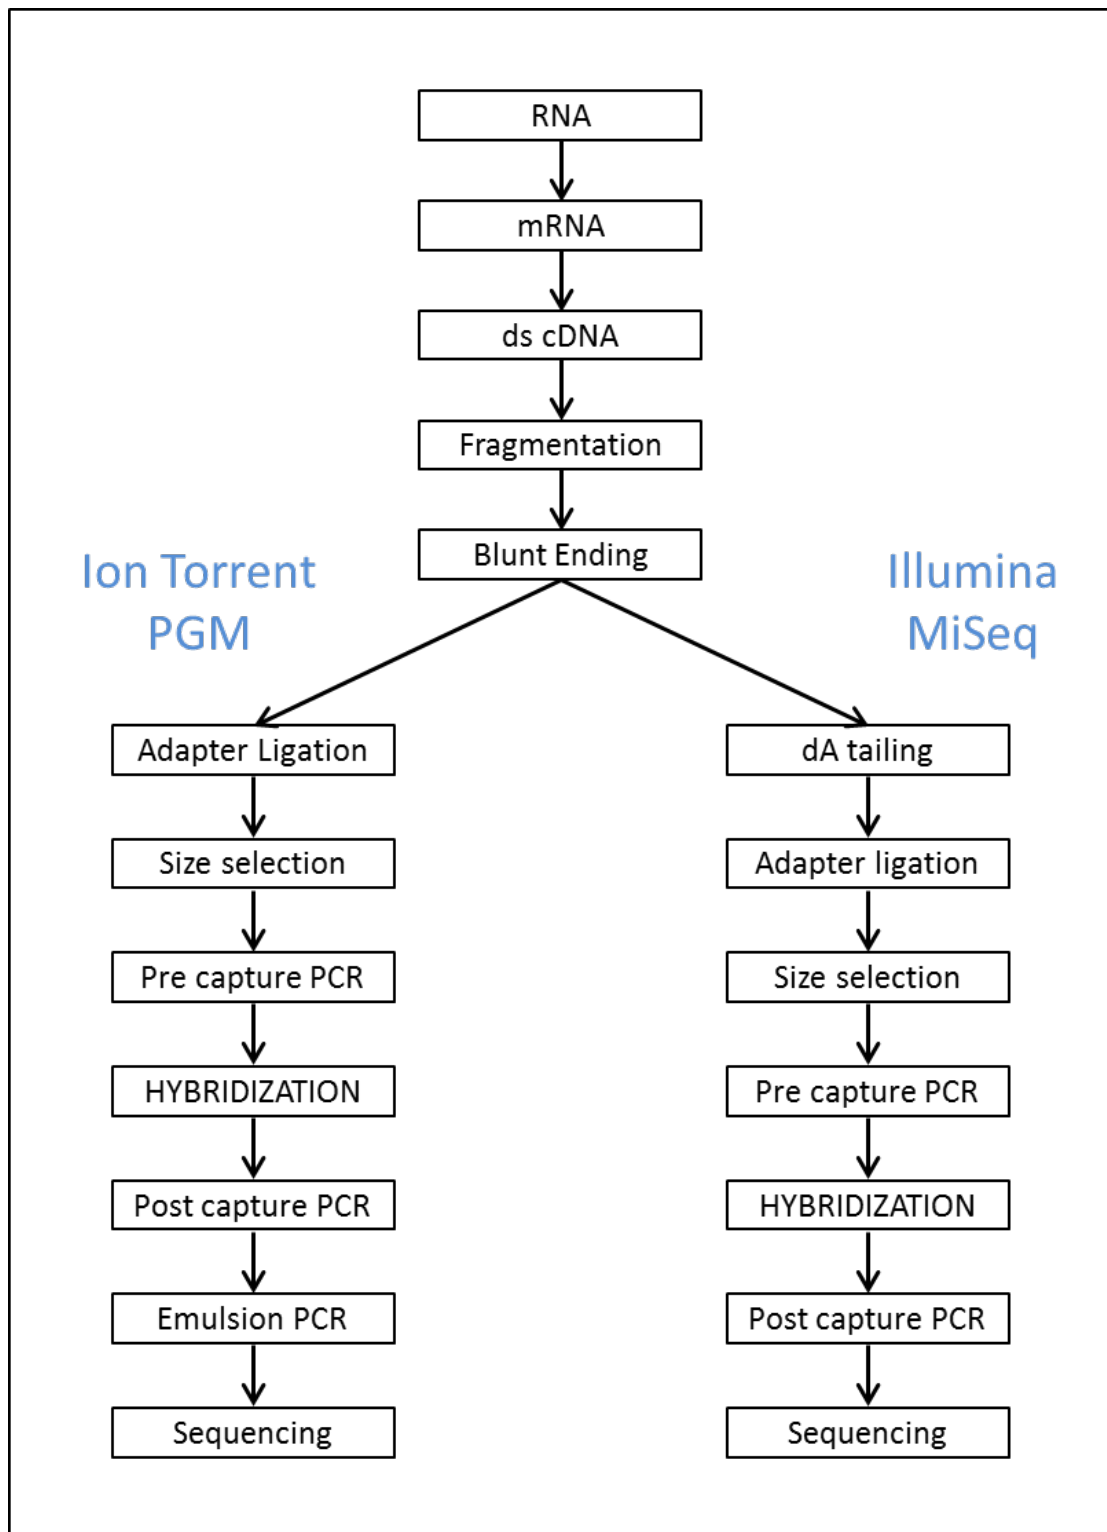 RNA
mRNA
ds cDNA
Fragmentation
Blunt Ending
Ion Torrent
PGM
Adapter Ligation
Size selection
Pre capture PCR
HYBRIDIZATION
Post capture PCR
Emulsion PCR
Sequencing
Illumina
MiSeq
dA tailing
Adapter ligation
Size selection
Pre capture PCR
HYBRIDIZATION
Post capture PCR
Sequencing